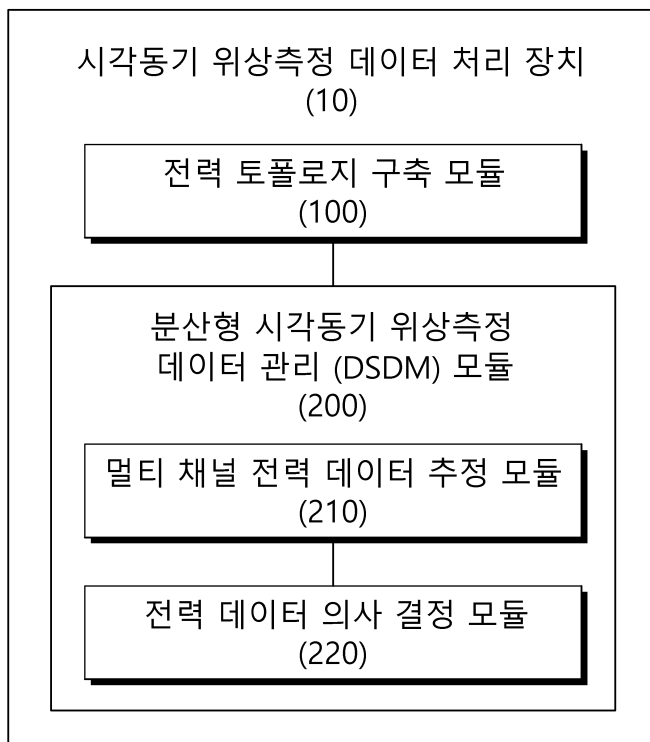 시각동기 위상측정 데이터 처리 장치
(10)
전력 토폴로지 구축 모듈
(100)
분산형 시각동기 위상측정
데이터 관리 (DSDM) 모듈
(200)
멀티 채널 전력 데이터 추정 모듈
(210)
전력 데이터 의사 결정 모듈
(220)